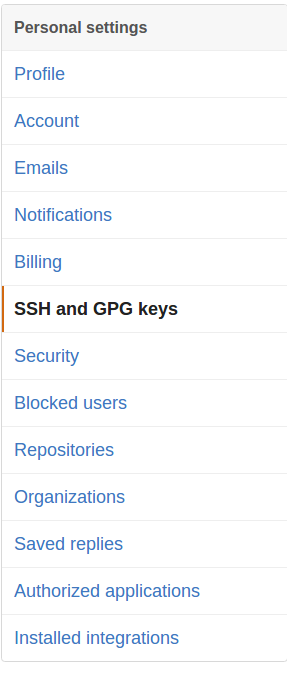 Personal settings
Profile
Account
Emails
Notifications
Billing
SSH and GPG keys
Security
Blocked users
Repositories
Organizations
Saved replies
Authorized applications
Installed integrations